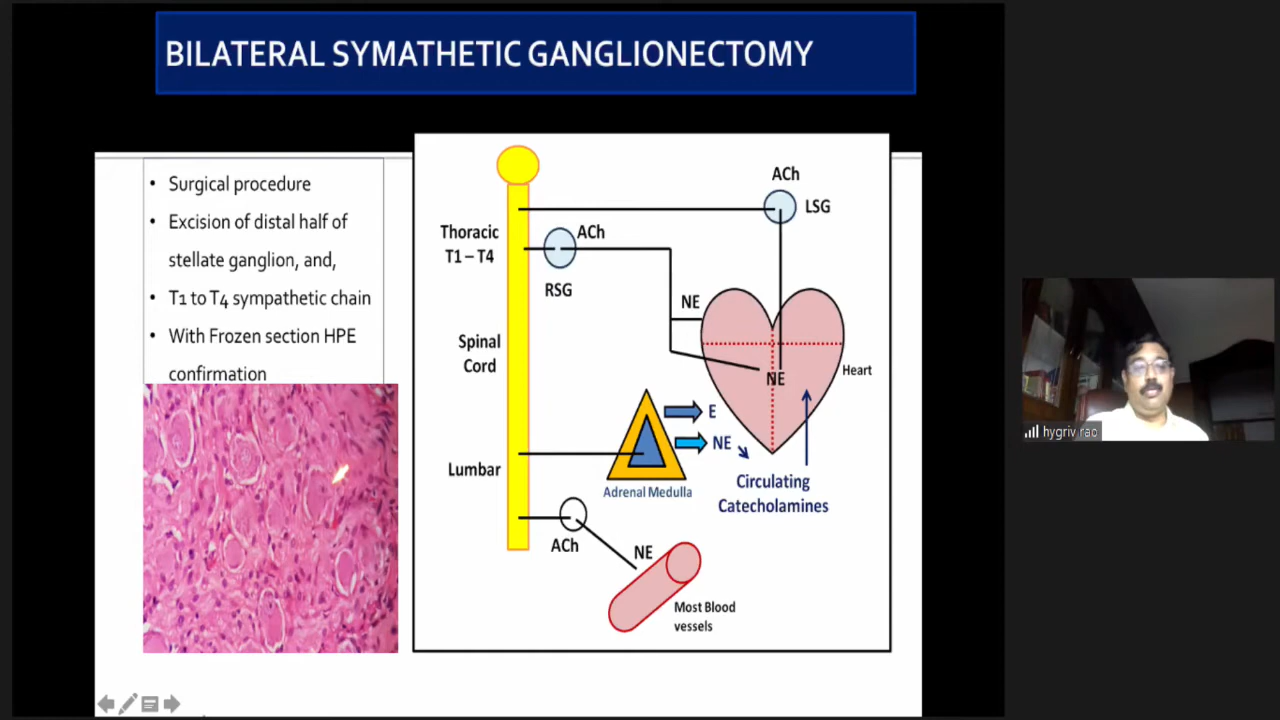 BILATERAL SYMATHETIC GANGLIONECTOMY
• Surgical procedure
• Excision of distal half of
stellate ganglion, and,
• T1 to T4 sympathetic chain
• With Frozen section HPE
confirmation
ACh
LSG
Thoracic
T1 – T4
ACh
RSG
NE
Spinal
Cord
NE
Heart
E
NE
Lumbar
Adrenal Medulla
Circulating
Catecholamines
ACh
NE
Most Blood
vessels
hygriv rao